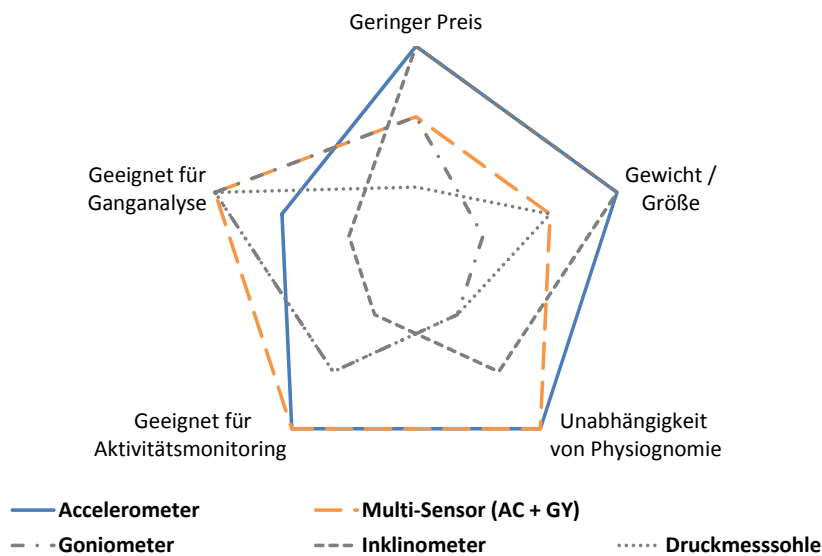 Geringer Preis
Geeignet für
Ganganalyse
Gewicht /
Größe
Geeignet für
Aktivitätsmonitoring
Unabhängigkeit
von Physiognomie
Accelerometer
Multi-Sensor (AC + GY)
Goniometer
Inklinometer
Druckmesssohle